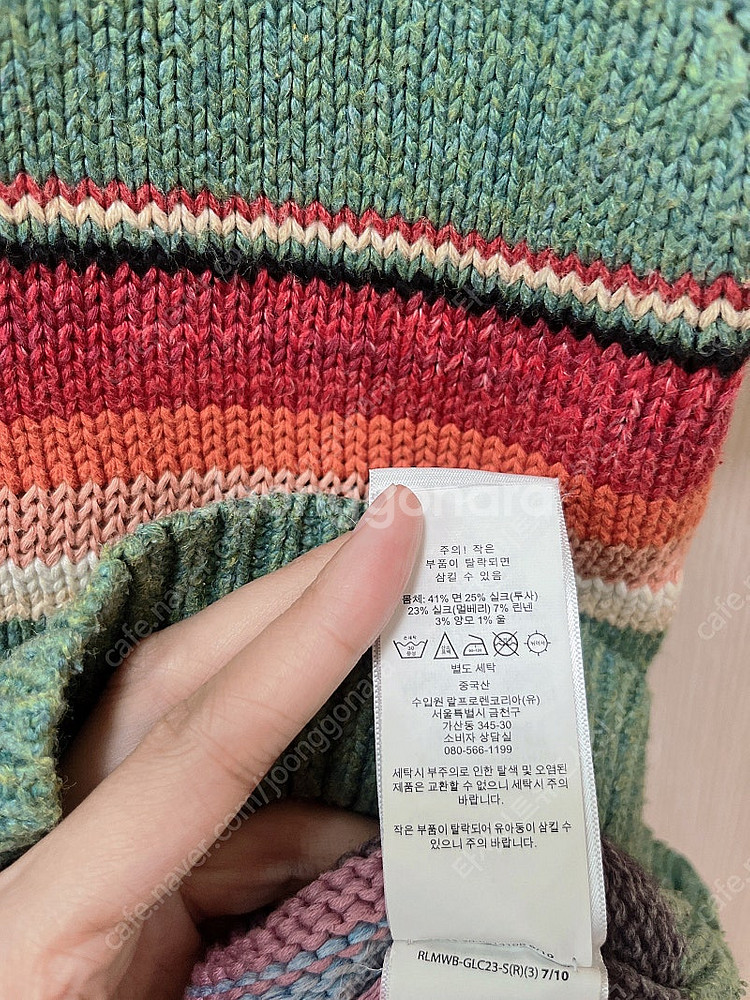 joonggonara
주의! 작은
부품이 탈락되면
삼킬 수 있음
몸체: 41% 면 25% 실크(투사)
23% 실크(멀베리) 7% 린넨
3% 양모 1% 울
손세탁
30
중성
별도 세탁
중국산
수입원 랄프로렌코리아(유)
서울특별시 금천구
가산동 345-30
소비자 상담실
080-566-1199
세탁시 부주의로 인한 탈색 및 오염된
제품은 교환할 수 없으니 세탁시 주의
바랍니다.
작은 부품이 탈락되어 유아동이 삼킬 수
있으니 주의 바랍니다.
RLMWB-GLC23-S(R)(3) 7/10
cafe.naver.com/joonggonara